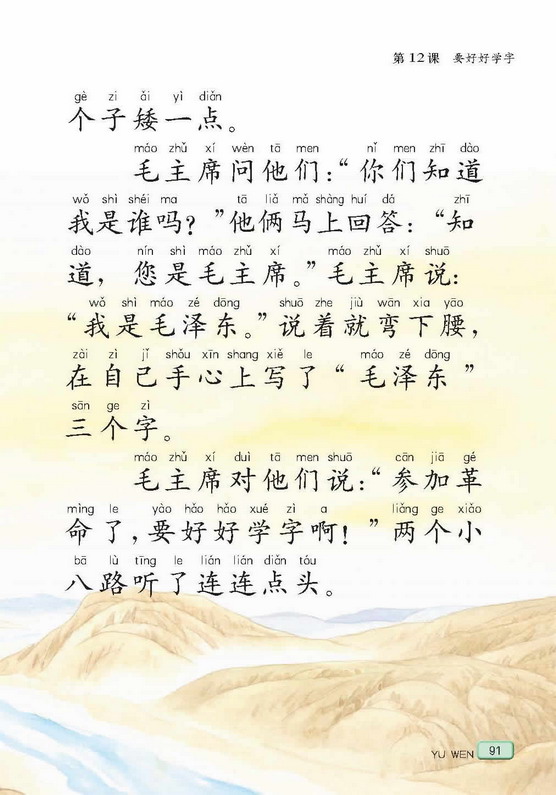 第12课 要好好学字
gè zi ǎi yì diǎn
个子矮一点。
máo zhǔ xí wèn tā men nǐ men zhī dào
毛主席问他们：“你们知道
wǒ shì shéi ma tā liǎ mǎ shàng huí dá zhī
我是谁吗？”他俩马上回答：“知
dào nín shì máo zhǔ xí máo zhǔ xí shuō
道，您是毛主席。”毛主席说：
wǒ shì máo zé dōng shuō zhe jiù wān xia yāo
“我是毛泽东。”说着就弯下腰，
zài zì jǐ shǒu xīn shang xiě le máo zé dōng
在自己手心上写了“毛泽东”
sān ge zì
三个字。
máo zhǔ xí duì tā men shuō cān jiā gé
毛主席对他们说：“参加革
mìng le yào hǎo hǎo xué zì a liǎng ge xiǎo
命了，要好好学字啊！”两个小
bā lù tīng le lián lián diǎn tóu
八路听了连连点头。
YU WEN 91